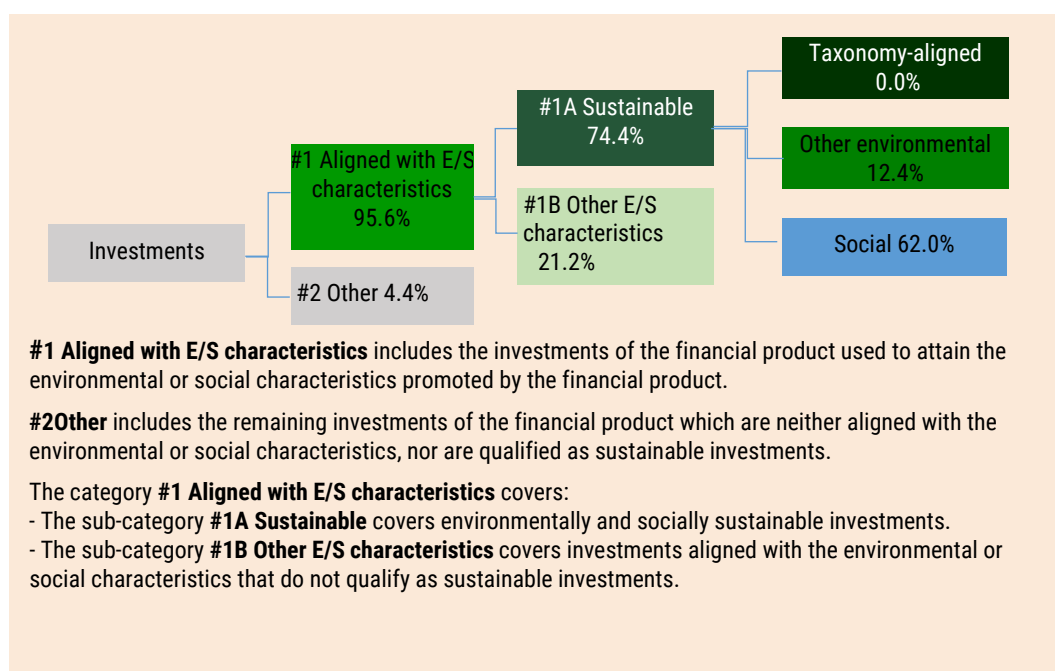 Taxonomy-aligned
0.0%
#1A Sustainable
74.4%
#1 Aligned with E/S
characteristics
95.6%
Other environmental
12.4%
#1B Other E/S
characteristics
21.2%
Investments
Social 62.0%
#2 Other 4.4%
#1 Aligned with E/S characteristics includes the investments of the financial product used to attain the
environmental or social characteristics promoted by the financial product.
#2Other includes the remaining investments of the financial product which are neither aligned with the
environmental or social characteristics, nor are qualified as sustainable investments.
The category #1 Aligned with E/S characteristics covers:
- The sub-category #1A Sustainable covers environmentally and socially sustainable investments.
- The sub-category #1B Other E/S characteristics covers investments aligned with the environmental or
social characteristics that do not qualify as sustainable investments.